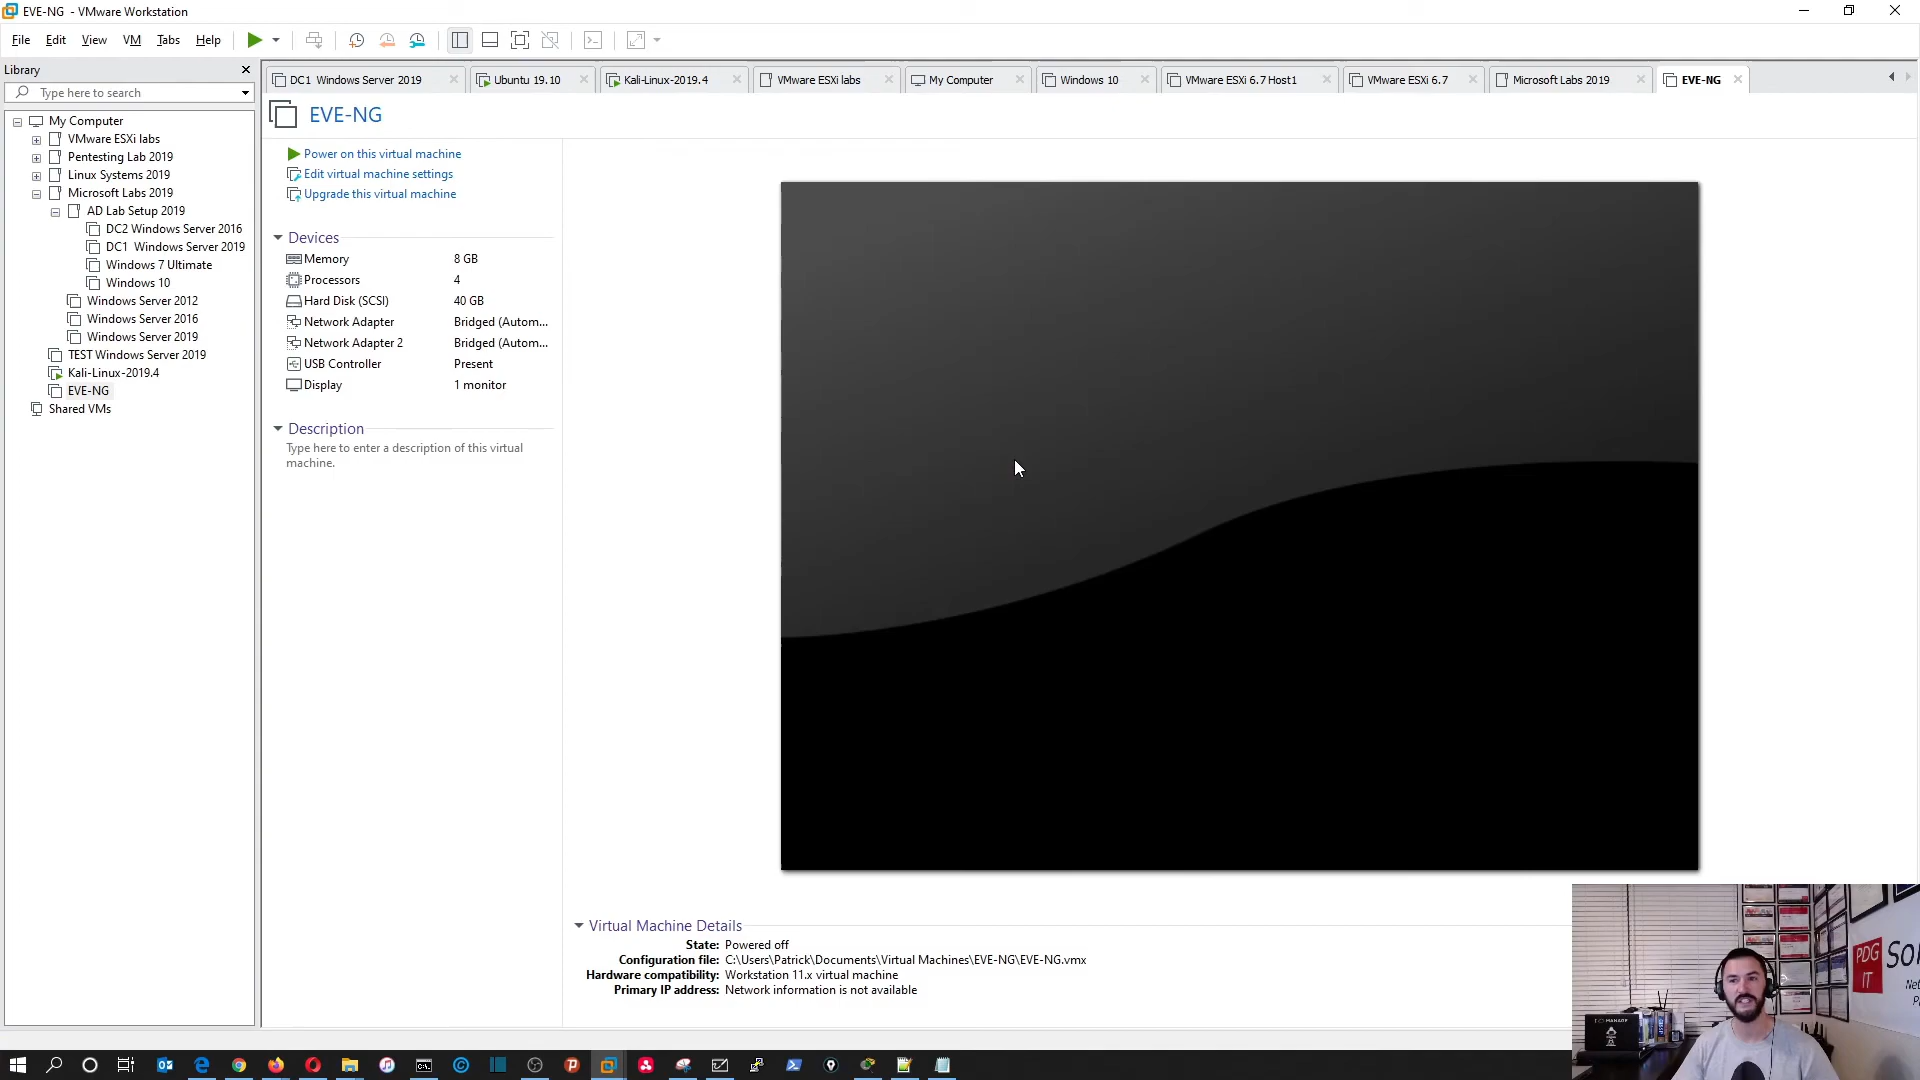 EVE-NG - VMware Workstation
File Edit View VM Tabs Help
Library
Type here to search
My Computer
VMware ESXi labs
Pentesting Lab 2019
Linux Systems 2019
Microsoft Labs 2019
AD Lab Setup 2019
DC2 Windows Server 2016
DC1 Windows Server 2019
Windows 7 Ultimate
Windows 10
Windows Server 2012
Windows Server 2016
Windows Server 2019
TEST Windows Server 2019
Kali-Linux-2019.4
EVE-NG
Shared VMs
DC1 Windows Server 2019 Ubuntu 19.10 Kali-Linux-2019.4 VMware ESXi labs My Computer Windows 10 VMware ESXi 6.7 Host1 VMware ESXi 6.7 Microsoft Labs 2019 EVE-NG
EVE-NG
Power on this virtual machine
Edit virtual machine settings
Upgrade this virtual machine
Devices
Memory 8 GB
Processors 4
Hard Disk (SCSI) 40 GB
Network Adapter Bridged (Autom...
Network Adapter 2 Bridged (Autom...
USB Controller Present
Display 1 monitor
Description
Type here to enter a description of this virtual
machine.
Virtual Machine Details
State: Powered off
Configuration file: C:\Users\Patrick\Documents\Virtual Machines\EVE-NG\EVE-NG.vmx
Hardware compatibility: Workstation 11.x virtual machine
Primary IP address: Network information is not available
PDG
IT